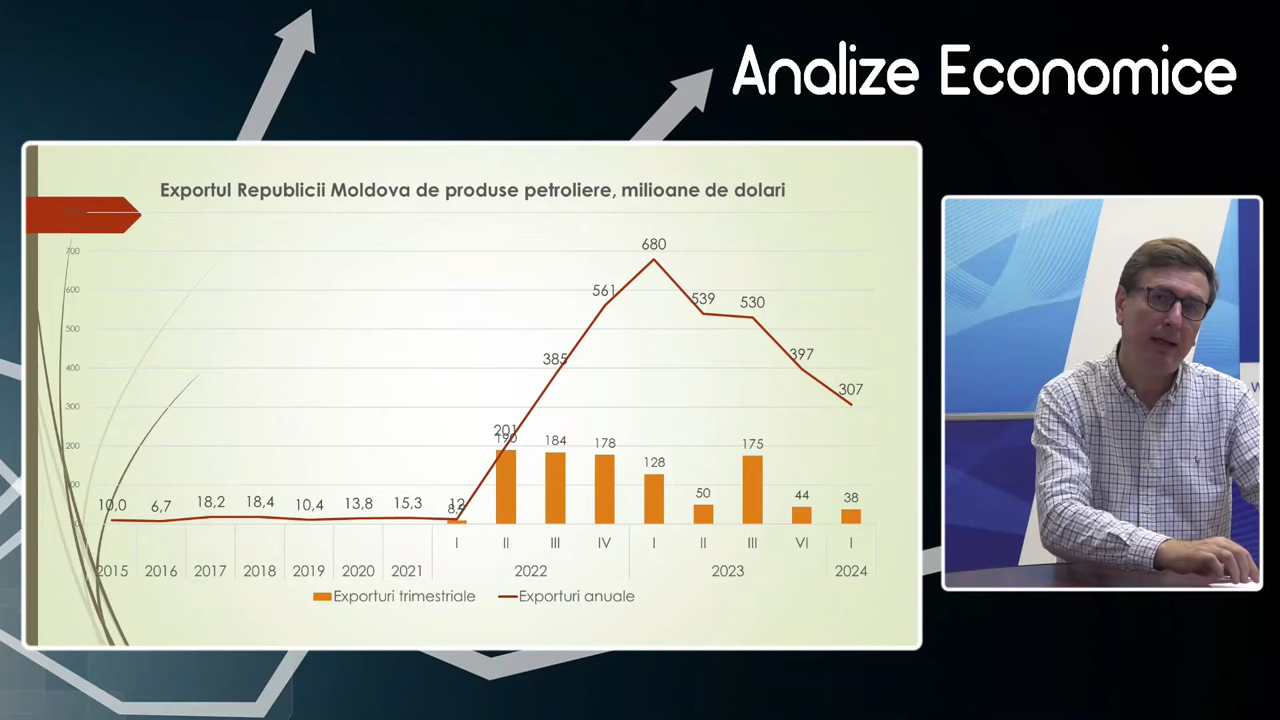 Analize Economice
Exportul Republicii Moldova de produse petroliere, milioane de dolari
700
600
500
400
300
200
10,0 6,7 18,2 18,4 10,4 13,8 15,3 12 201 385 561 680 539 530 397 307
190 184 178 128 50 175 44 38
I II III IV I II III VI I
2015 2016 2017 2018 2019 2020 2021 2022 2023 2024
Exporturi trimestriale Exporturi anuale
W